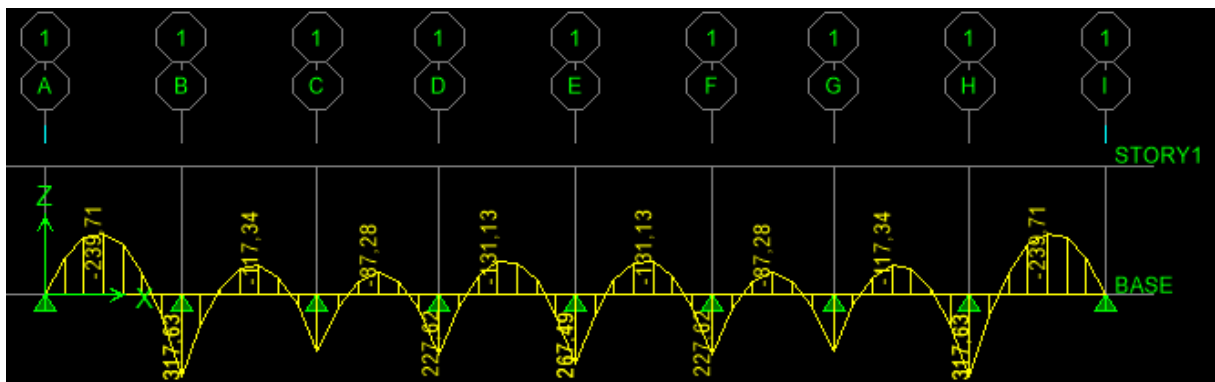 1 1 1 1 1 1 1 1 1
A B C D E F G H I
STORY1
Z
-239,71 -117,34 -87,28 -131,13 -131,13 -87,28 -117,34 -239,71
X
BASE
317,63 227,62 267,49 227,62 317,63